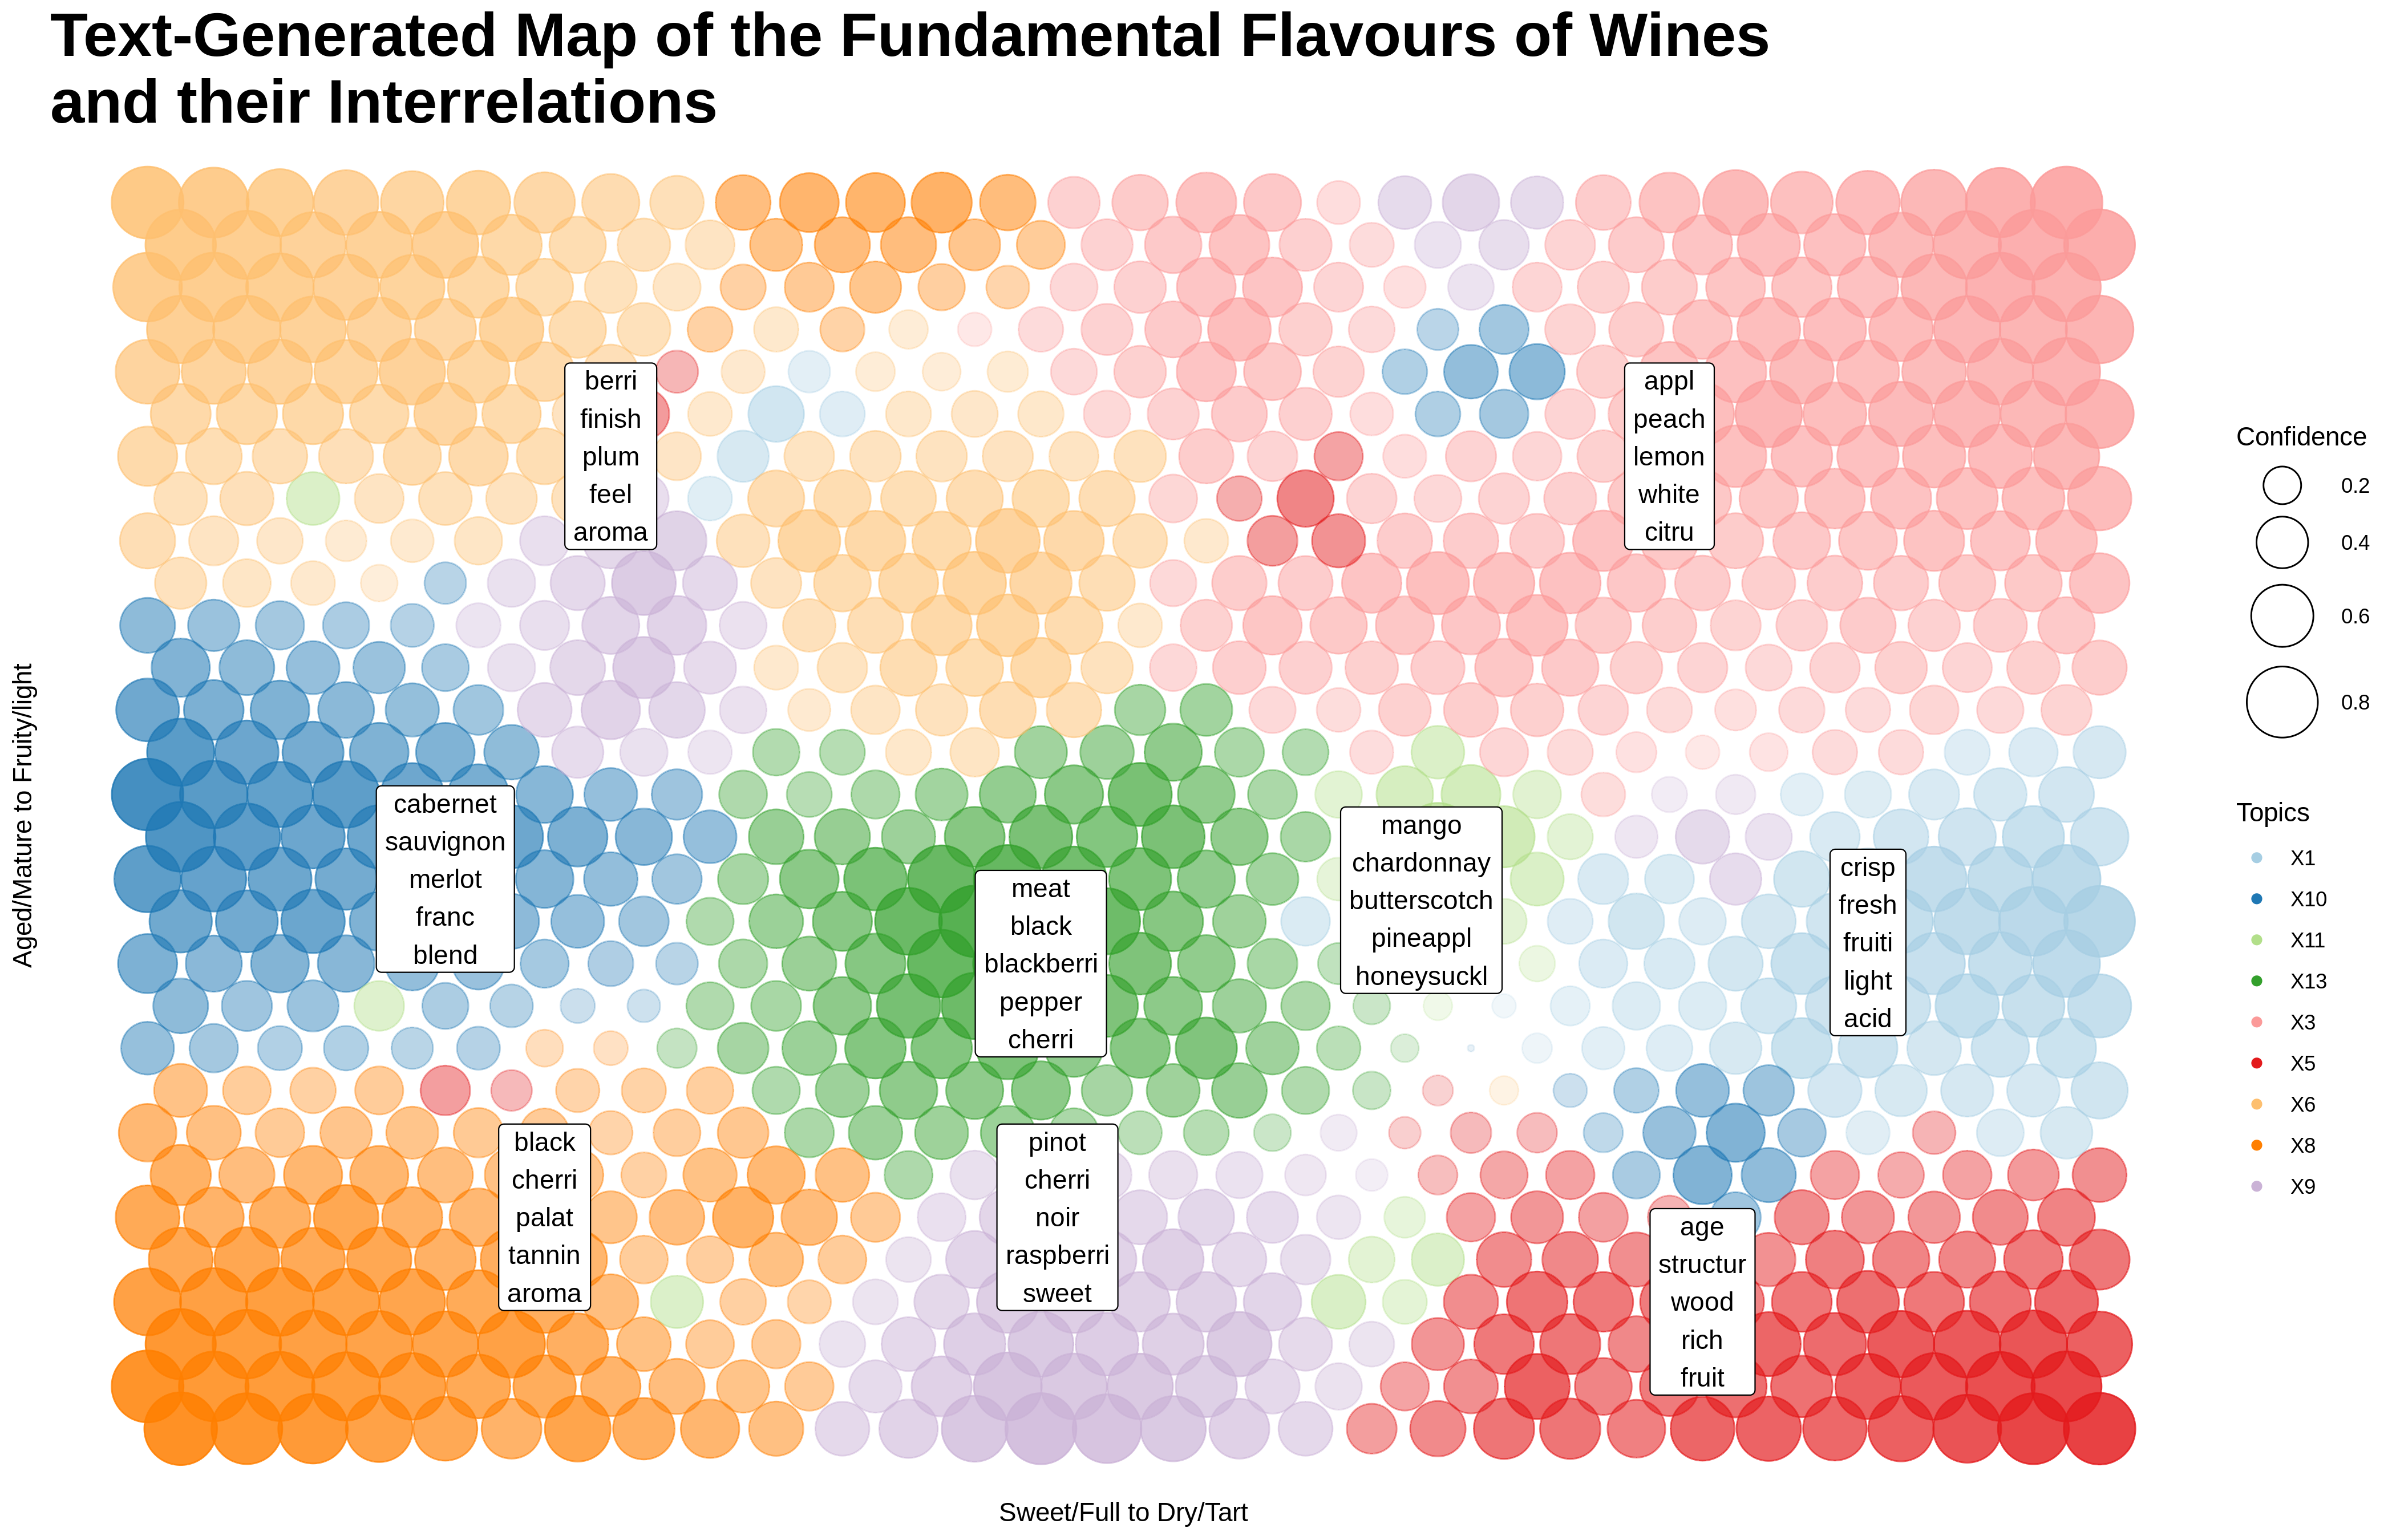 Text-Generated Map of the Fundamental Flavours of Wines
and their Interrelations
Aged/Mature to Fruity/light
berri
finish
plum
feel
aroma
appl
peach
lemon
white
citru
cabernet
sauvignon
merlot
franc
blend
meat
black
blackberri
pepper
cherri
mango
chardonnay
butterscotch
pineappl
honeysuckl
crisp
fresh
fruiti
light
acid
black
cherri
palat
tannin
aroma
pinot
cherri
noir
raspberri
sweet
age
structur
wood
rich
fruit
Sweet/Full to Dry/Tart
Confidence
0.2
0.4
0.6
0.8
Topics
X1
X10
X11
X13
X3
X5
X6
X8
X9